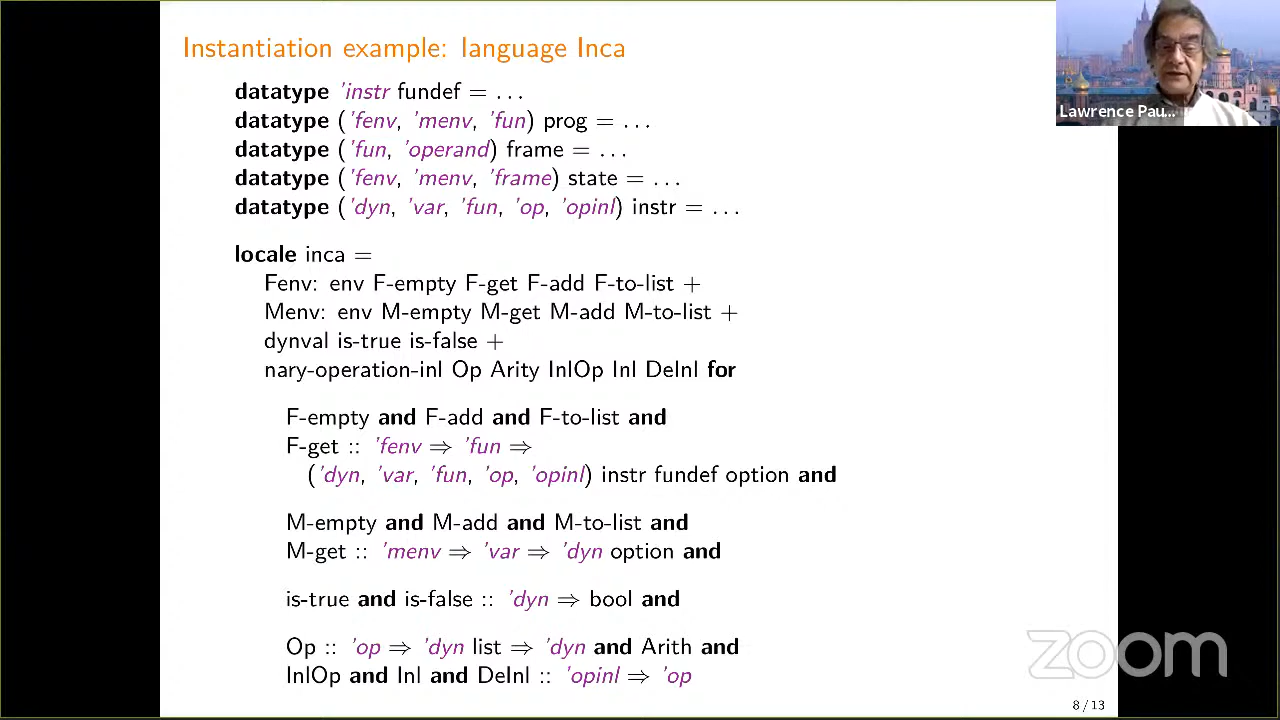 Instantiation example: language Inca
datatype 'instr fundef = ...
datatype ('fenv, 'menv, 'fun) prog = ...
datatype ('fun, 'operand) frame = ...
datatype ('fenv, 'menv, 'frame) state = ...
datatype ('dyn, 'var, 'fun, 'op, 'opinl) instr = ...
locale inca =
Fenv: env F-empty F-get F-add F-to-list +
Menv: env M-empty M-get M-add M-to-list +
dynval is-true is-false +
nary-operation-inl Op Arity InlOp Inl DeInl for
F-empty and F-add and F-to-list and
F-get :: 'fenv ⇒ 'fun ⇒
('dyn, 'var, 'fun, 'op, 'opinl) instr fundef option and
M-empty and M-add and M-to-list and
M-get :: 'menv ⇒ 'var ⇒ 'dyn option and
is-true and is-false :: 'dyn ⇒ bool and
Op :: 'op ⇒ 'dyn list ⇒ 'dyn and Arith and
InlOp and Inl and DeInl :: 'opinl ⇒ 'op
8 / 13
Lawrence Pau...
zoom